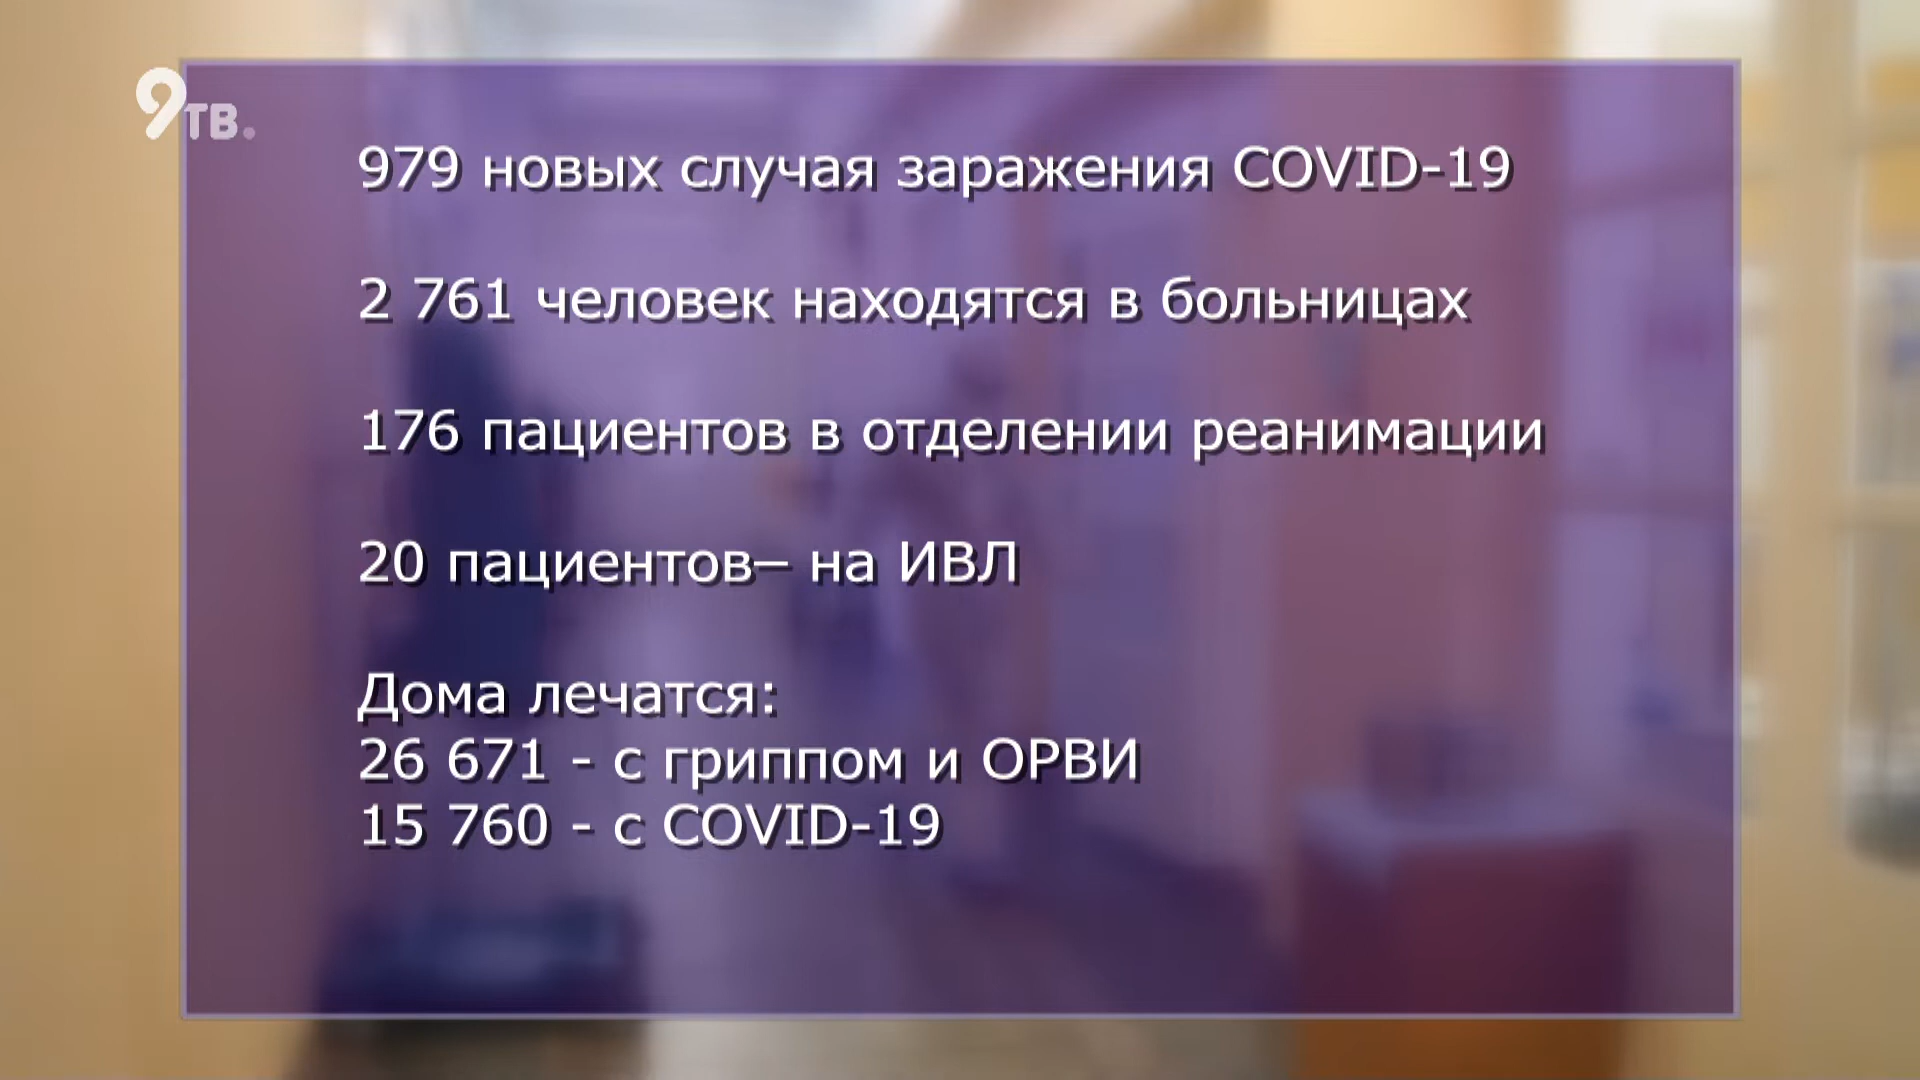 9ТВ.
979 новых случая заражения COVID-19
2 761 человек находятся в больницах
176 пациентов в отделении реанимации
20 пациентов– на ИВЛ
Дома лечатся:
26 671 - с гриппом и ОРВИ
15 760 - с COVID-19